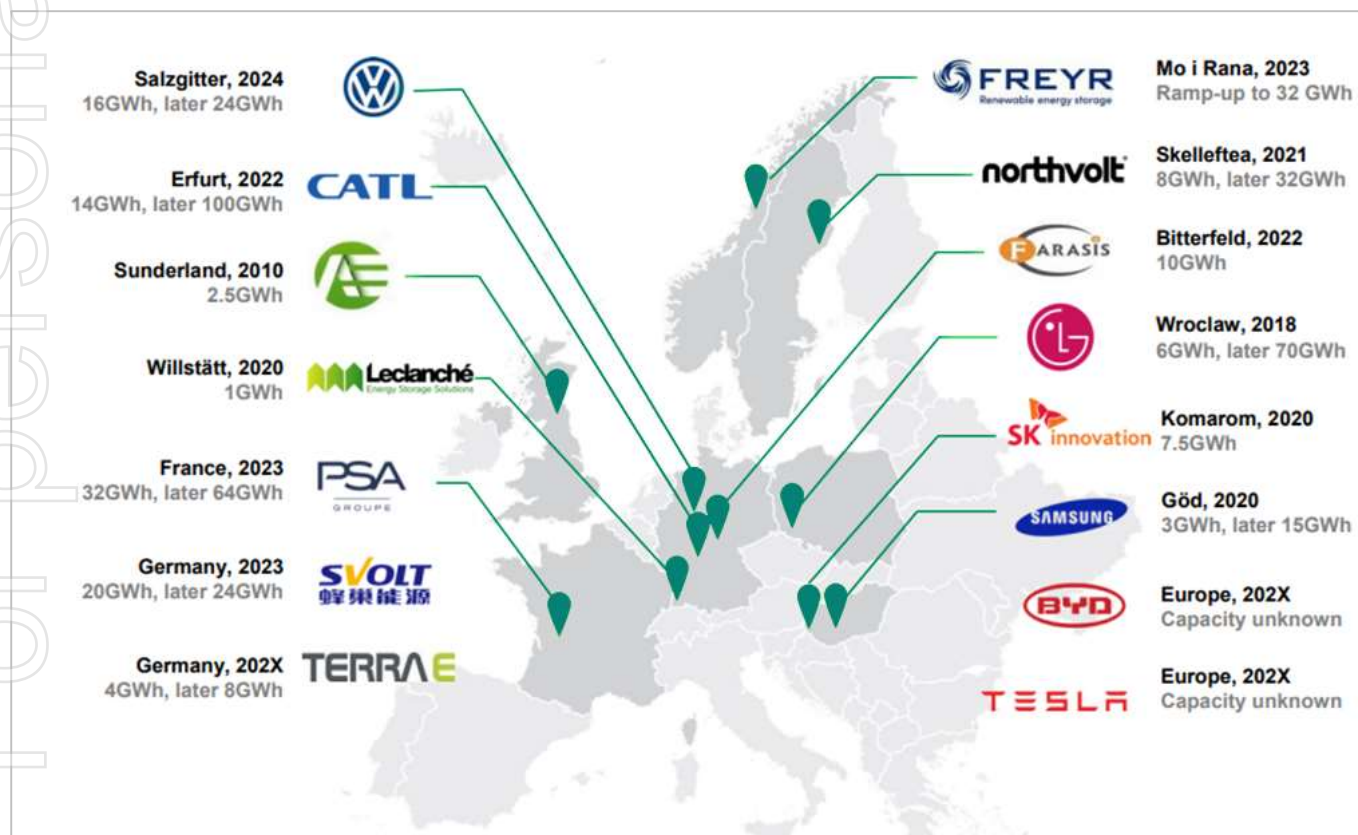 Salzgitter, 2024
16GWh, later 24GWh
Erfurt, 2022
14GWh, later 100GWh
CATL
Sunderland, 2010
2.5GWh
AE
Willstätt, 2020
1GWh
Leclanché
Energy Storage Solutions
France, 2023
32GWh, later 64GWh
PSA
GROUPE
Germany, 2023
20GWh, later 24GWh
SVOLT
蜂巢能源
Germany, 202X
4GWh, later 8GWh
TERRA E
FREYR
Renewable energy storage
Mo i Rana, 2023
Ramp-up to 32 GWh
northvolt
Skelleftea, 2021
8GWh, later 32GWh
FARASIS
Bitterfeld, 2022
10GWh
LG
Wroclaw, 2018
6GWh, later 70GWh
SK innovation
Komarom, 2020
7.5GWh
SAMSUNG
Göd, 2020
3GWh, later 15GWh
BYD
Europe, 202X
Capacity unknown
TESLA
Europe, 202X
Capacity unknown
VW